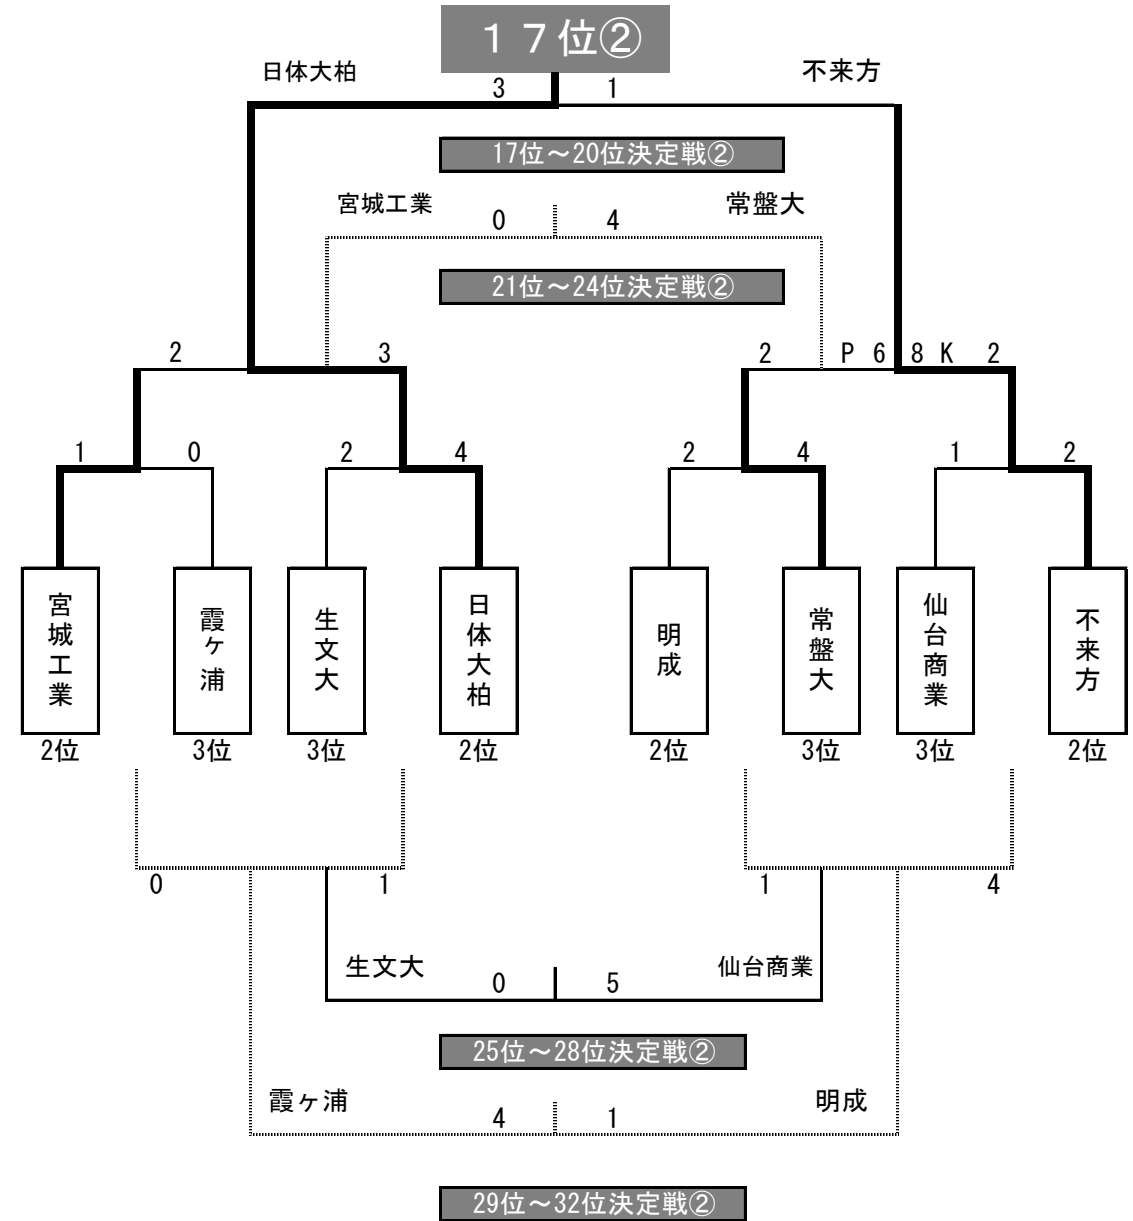 １７位②
日体大柏 不来方
3 1
17位～20位決定戦②
宮城工業 常盤大
0 4
21位～24位決定戦②
2 3 2 P 6 8 K 2
1 0 2 4 2 4 1 2
宮城工業 霞ヶ浦 生文大 日体大柏 明成 常盤大 仙台商業 不来方
2位 3位 3位 2位 2位 3位 3位 2位
0 1 1 4
生文大 仙台商業
0 5
25位～28位決定戦②
霞ヶ浦 明成
4 1
29位～32位決定戦②